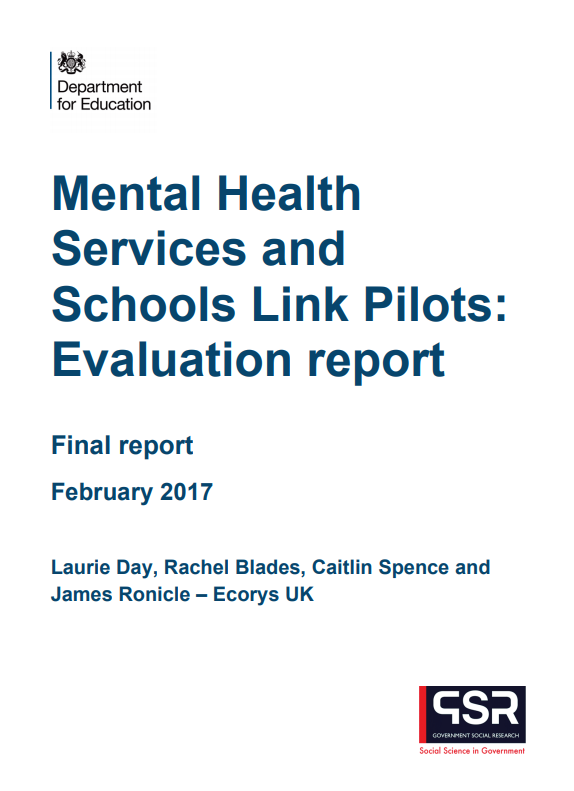 Department
for Education
Mental Health
Services and
Schools Link Pilots:
Evaluation report
Final report
February 2017
Laurie Day, Rachel Blades, Caitlin Spence and
James Ronicle – Ecorys UK
GSR
GOVERNMENT SOCIAL RESEARCH
Social Science in Government